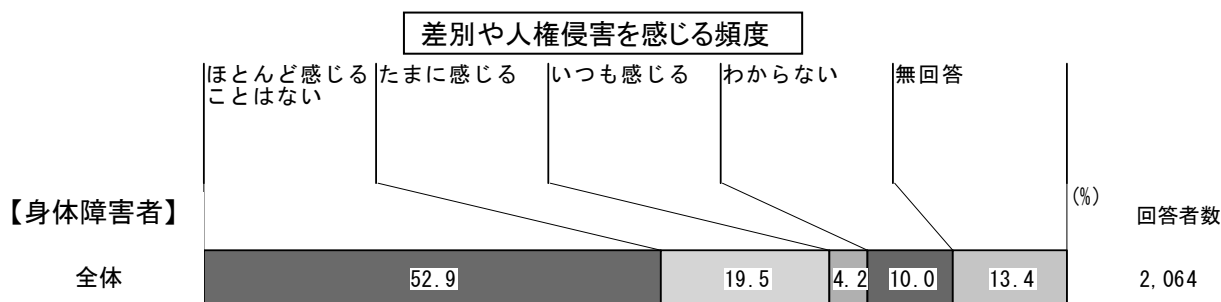 差別や人権侵害を感じる頻度
ほとんど感じる
ことはない
たまに感じる
いつも感じる
わからない
無回答
(%)
【身体障害者】
回答者数
全体
52.9
19.5
4.2
10.0
13.4
2,064